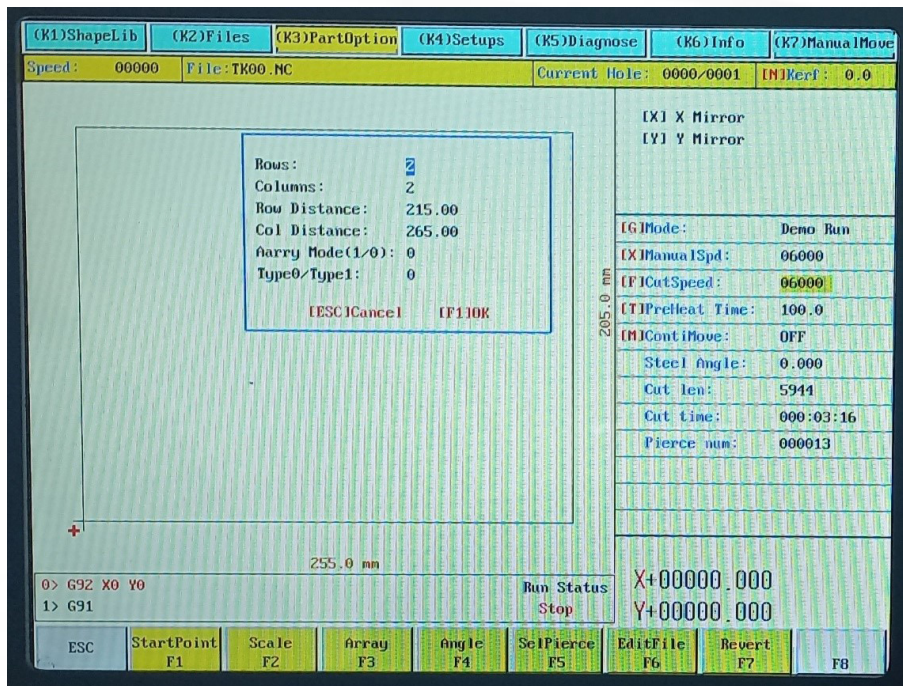 (K1)ShapeLib (K2)Files (K3)PartOption (K4)Setups (K5)Diagnose (K6)Info (K7)ManualMove
Speed: 00000 File:TK00.NC Current Hole: 0000/0001 [N]Kerf: 0.0
[X] X Mirror
[Y] Y Mirror
Rows: 2
Columns: 2
Row Distance: 215.00
Col Distance: 265.00
Aarry Mode(1/0): 0
Type0/Type1: 0
[ESC]Cancel [F1]OK
205.0 mm
255.0 mm
[G]Mode: Demo Run
[X]ManualSpd: 06000
[F]CutSpeed: 06000
[T]PreHeat Time: 100.0
[M]ContiMove: OFF
Steel Angle: 0.000
Cut len: 5944
Cut time: 000:03:16
Pierce num: 000013
0> G92 X0 Y0
1> G91
Run Status
Stop
X+00000.000
Y+00000.000
ESC StartPoint Scale Array Angle SelPierce EditFile Revert
F1 F2 F3 F4 F5 F6 F7 F8